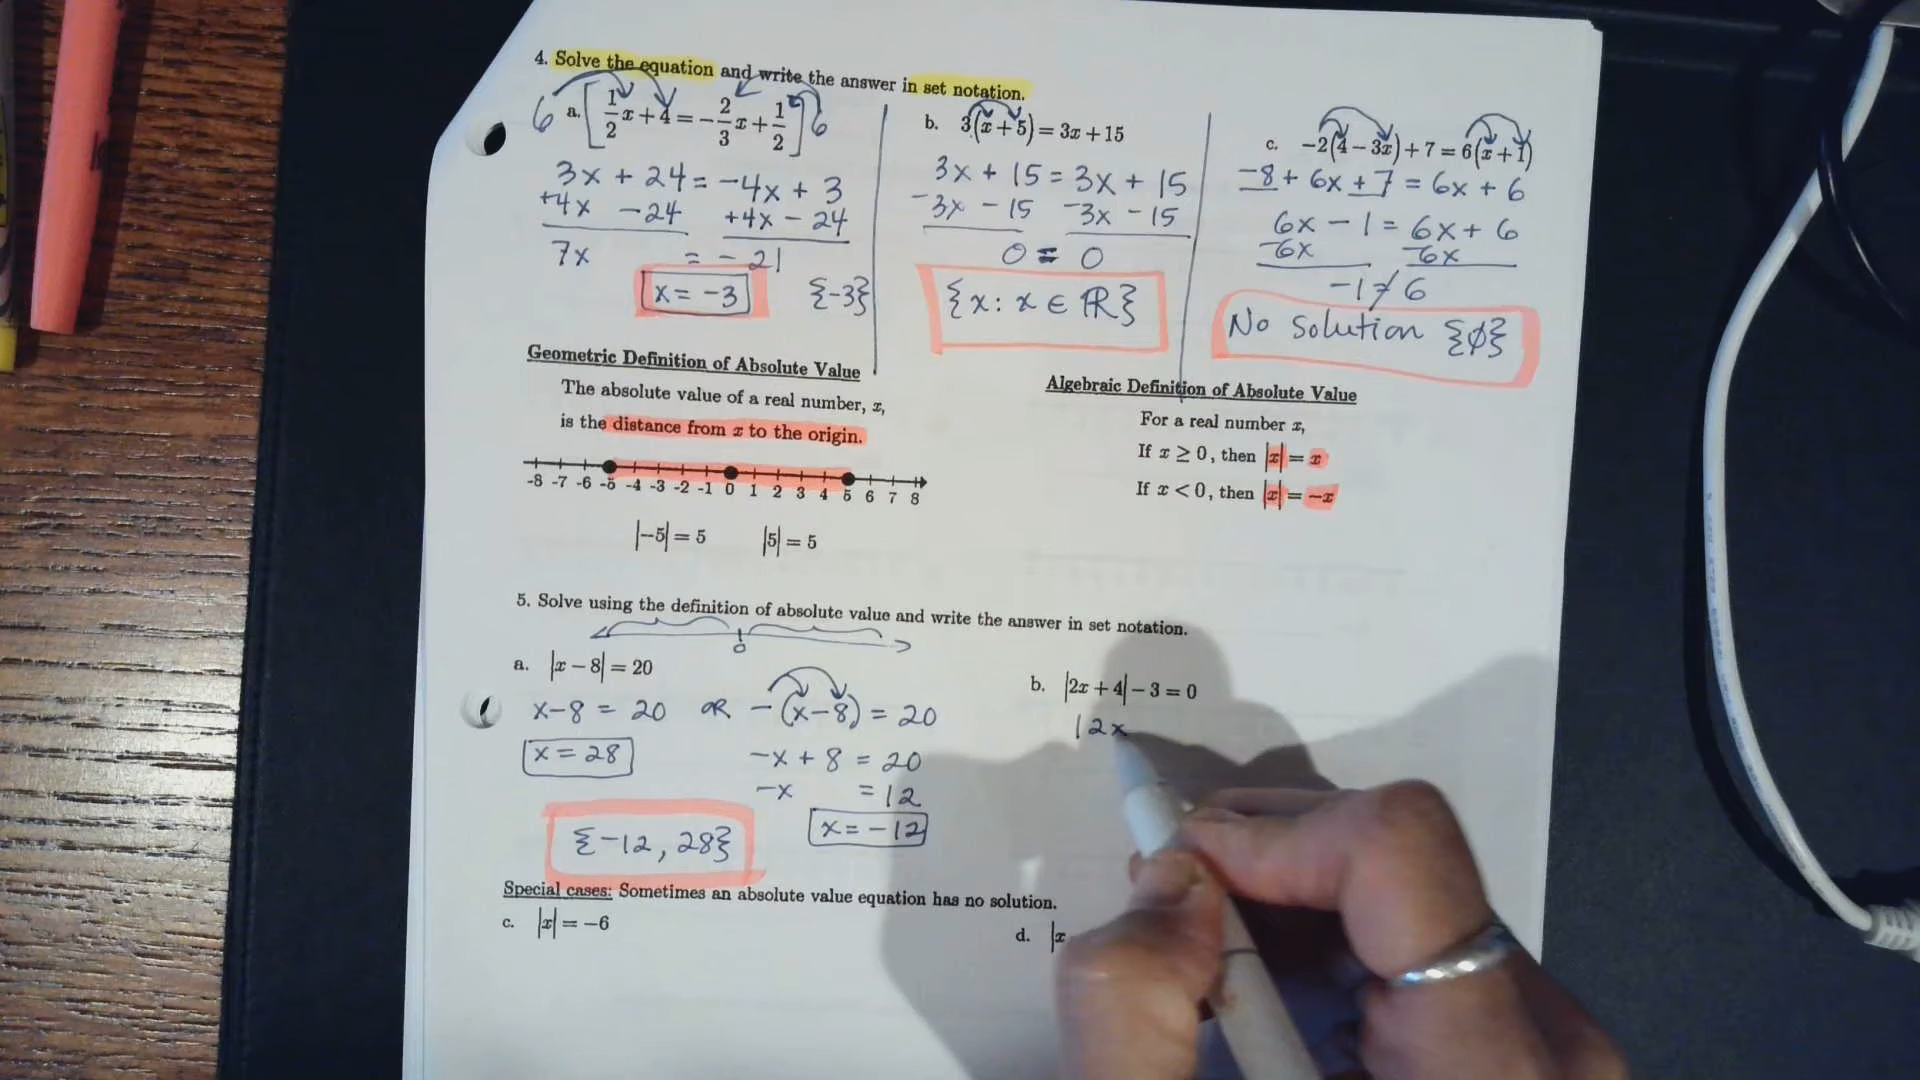 4. Solve the equation and write the answer in set notation.
6 a. [1/2 x + 4 = -2/3 x + 1/2] 6
3x + 24 = -4x + 3
+4x - 24 +4x - 24
7x = -21
x = -3 {-3}
b. 3(x + 5) = 3x + 15
3x + 15 = 3x + 15
-3x - 15 -3x - 15
0 = 0
{x: x ∈ ℝ}
c. -2(4 - 3x) + 7 = 6(x + 1)
-8 + 6x + 7 = 6x + 6
6x - 1 = 6x + 6
-6x -6x
-1 ≠ 6
No solution {∅}
Geometric Definition of Absolute Value
The absolute value of a real number, x,
is the distance from x to the origin.
-8 -7 -6 -5 -4 -3 -2 -1 0 1 2 3 4 5 6 7 8
|-5| = 5 |5| = 5
Algebraic Definition of Absolute Value
For a real number x,
If x ≥ 0, then |x| = x
If x < 0, then |x| = -x
5. Solve using the definition of absolute value and write the answer in set notation.
0
a. |x - 8| = 20
x-8 = 20 OR -(x-8) = 20
x = 28
-x + 8 = 20
-x = 12
x = -12
{-12, 28}
b. |2x + 4| - 3 = 0
|2x
Special cases: Sometimes an absolute value equation has no solution.
c. |x| = -6
d. |x